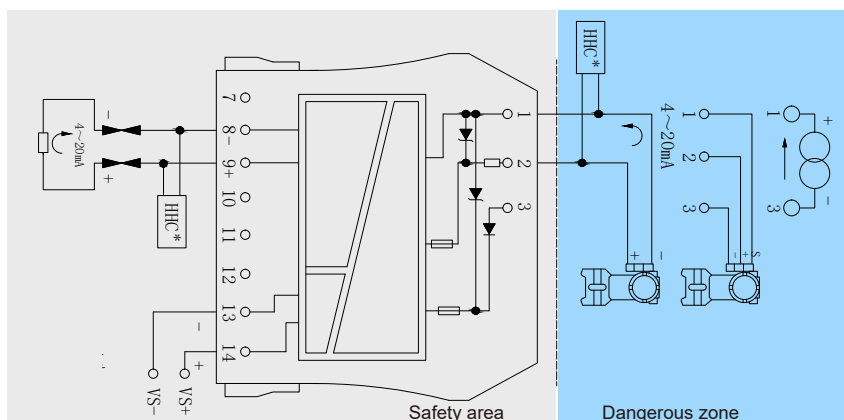 HHC*
4~20mA
-
+
HHC*
7
8-
9+
10
11
12
13
14
-
+
VS-
VS+
1
2
3
HHC*
4~20mA
+
-
1
2
3
-
+
S
1
3
+
-
Safety area
Dangerous zone